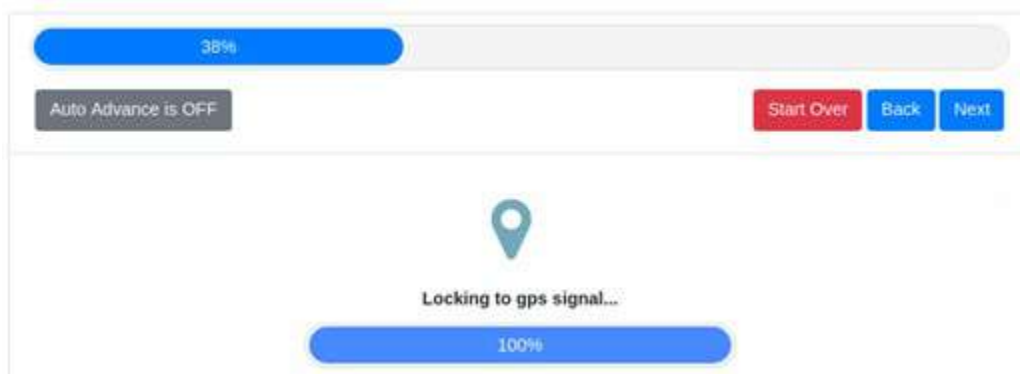 38%
Auto Advance is OFF Start Over Back Next
Locking to gps signal...
100%